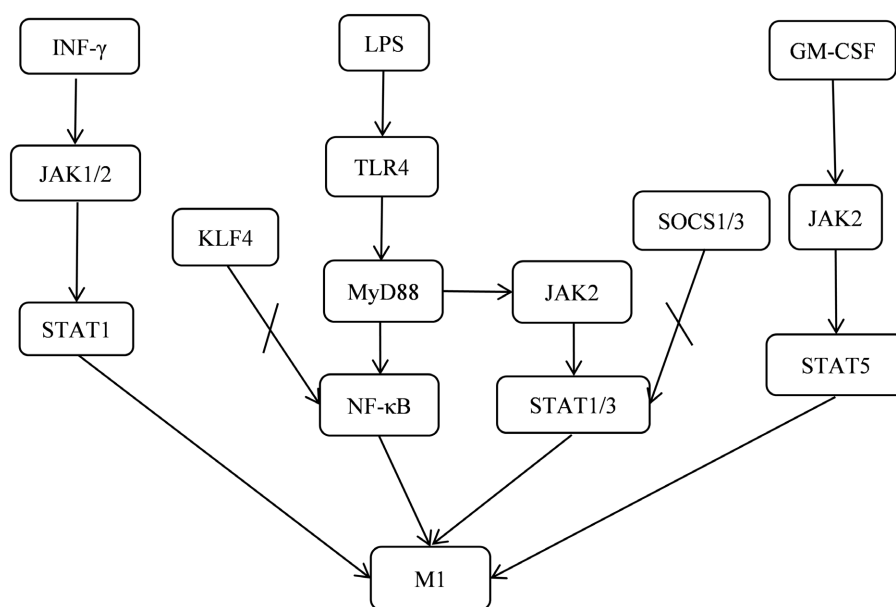 INF-γ
LPS
GM-CSF
JAK1/2
TLR4
KLF4
SOCS1/3
JAK2
MyD88
JAK2
STAT1
STAT5
NF-κB
STAT1/3
M1